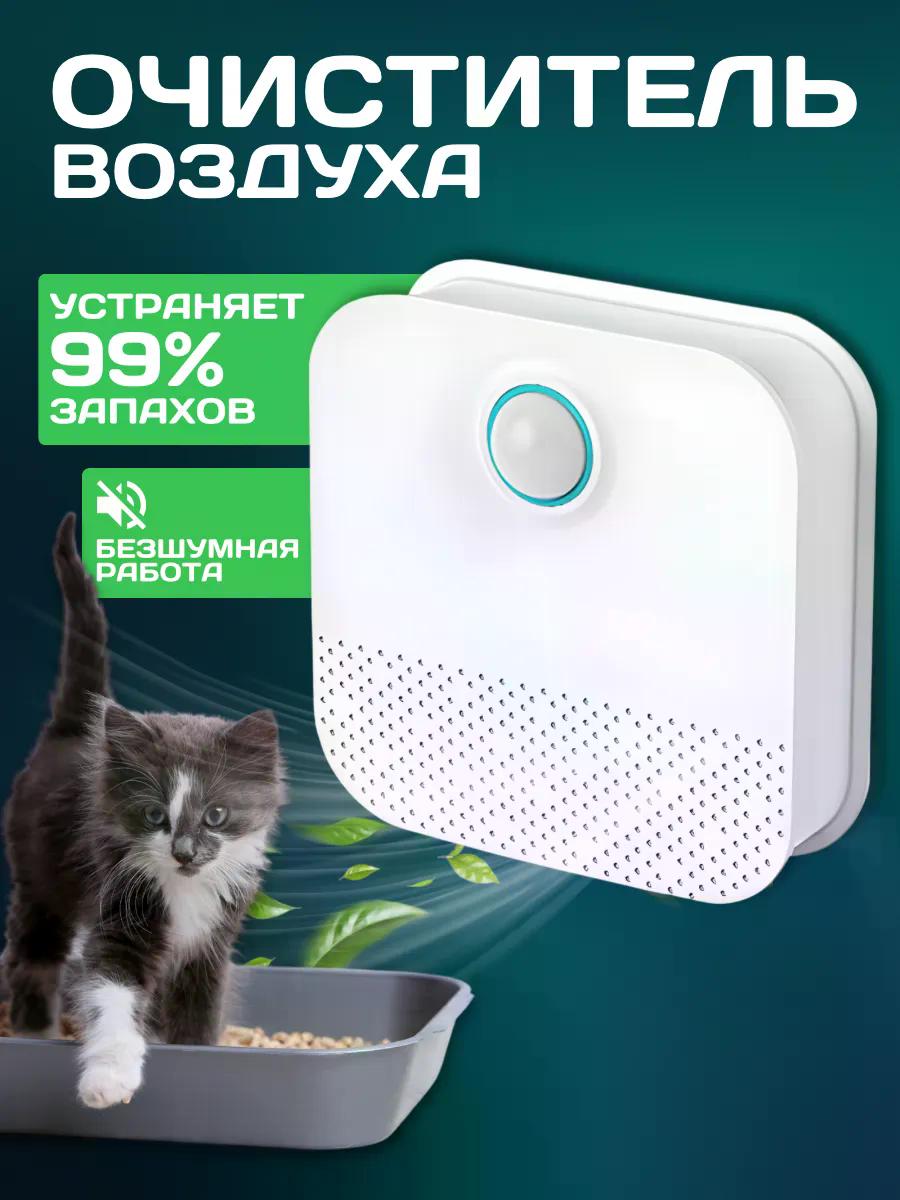 ОЧИСТИТЕЛЬ
ВОЗДУХА
УСТРАНЯЕТ
99%
ЗАПАХОВ
БЕЗШУМНАЯ
РАБОТА